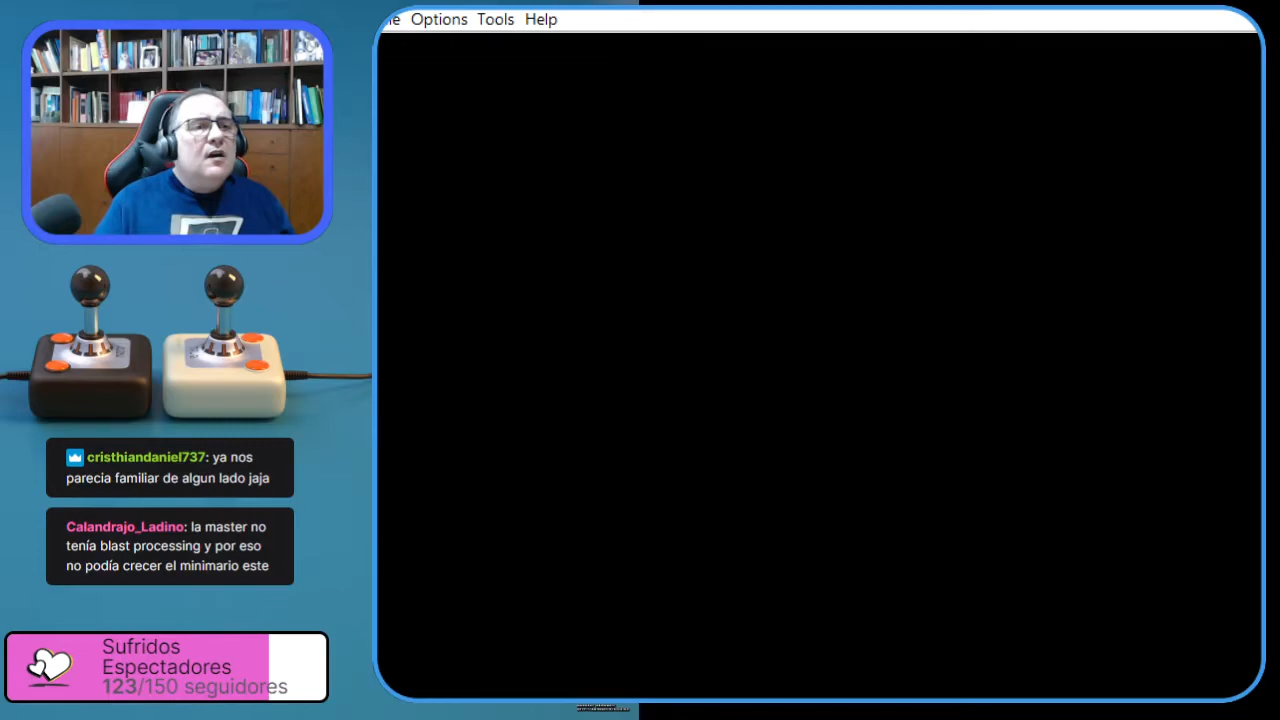 Options Tools Help
cristhiandaniel737: ya nos
parecia familiar de algun lado jaja
Calandrajo_Ladino: la master no
tenía blast processing y por eso
no podía crecer el minimario este
Sufridos
Espectadores
123/150 seguidores